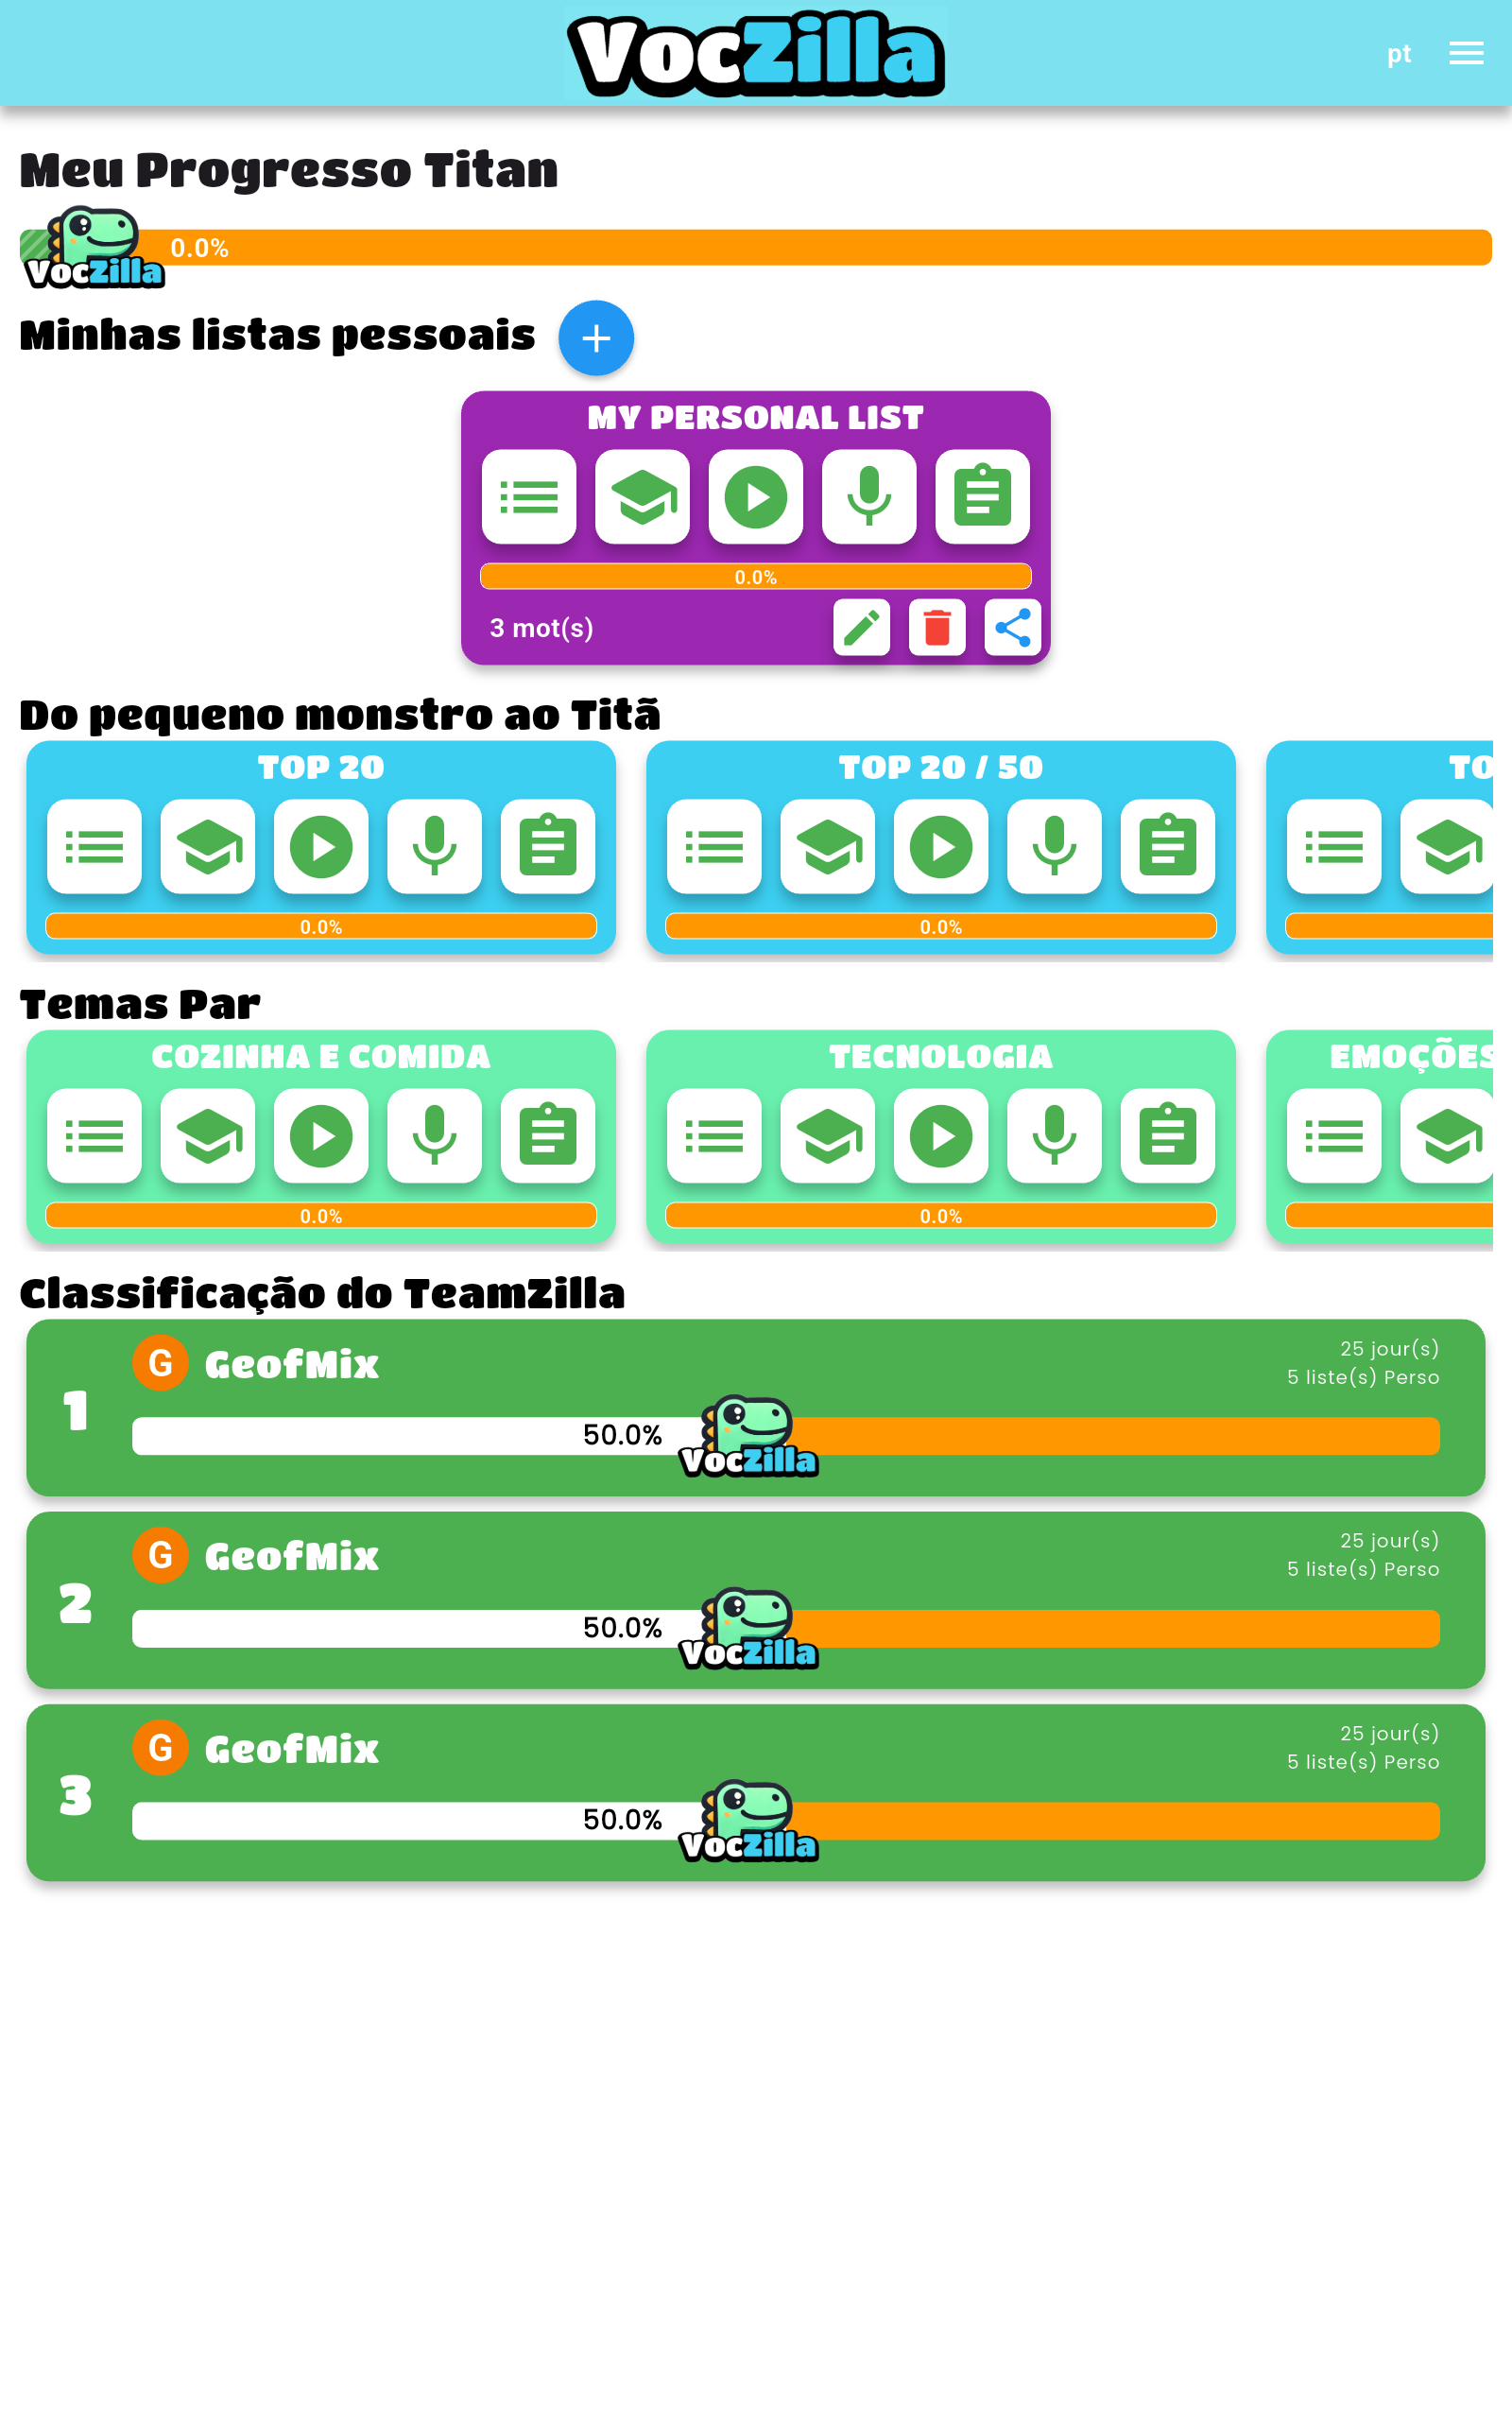 VocZilla
pt
Meu Progresso Titan
VocZilla
0.0%
Minhas listas pessoais
MY PERSONAL LIST
0.0%
3 mot(s)
Do pequeno monstro ao Titã
TOP 20
TOP 20 / 50
TO
0.0%
0.0%
Temas Par
COZINHA E COMIDA
TECNOLOGIA
EMOÇÕES
0.0%
0.0%
Classificação do TeamZilla
1
G GeofMix
25 jour(s)
5 liste(s) Perso
50.0%
VocZilla
2
G GeofMix
25 jour(s)
5 liste(s) Perso
50.0%
VocZilla
3
G GeofMix
25 jour(s)
5 liste(s) Perso
50.0%
VocZilla